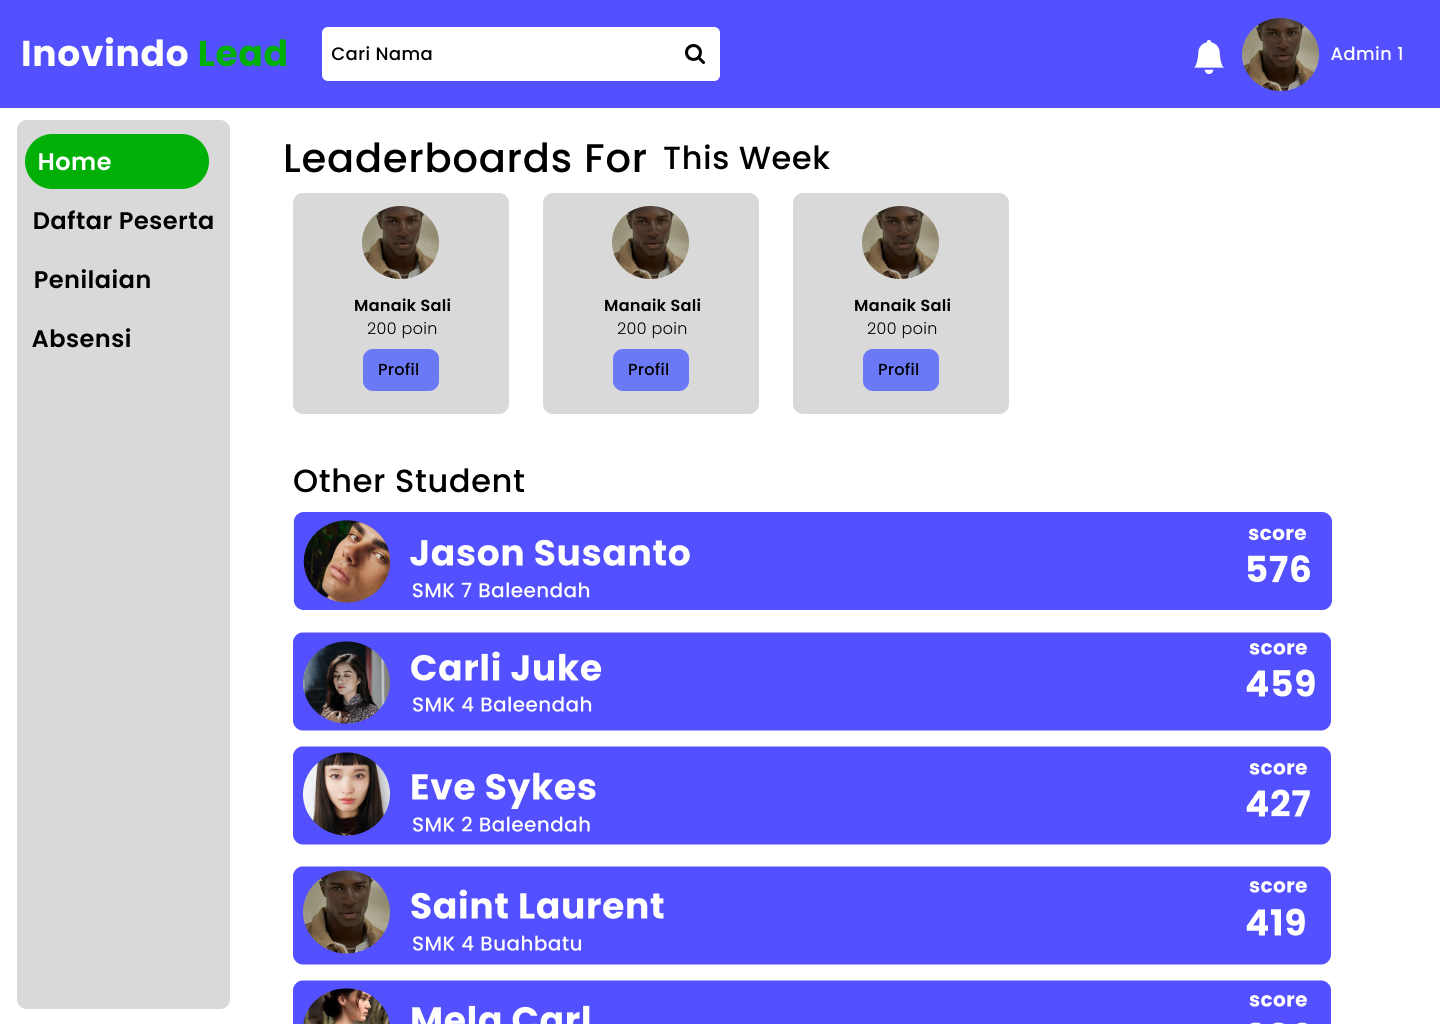 Inovindo Lead
Cari Nama
Admin 1
Home
Daftar Peserta
Penilaian
Absensi
Leaderboards For This Week
Manaik Sali
200 poin
Profil
Manaik Sali
200 poin
Profil
Manaik Sali
200 poin
Profil
Other Student
Jason Susanto
SMK 7 Baleendah
score
576
Carli Juke
SMK 4 Baleendah
score
459
Eve Sykes
SMK 2 Baleendah
score
427
Saint Laurent
SMK 4 Buahbatu
score
419
Mela Carl
score